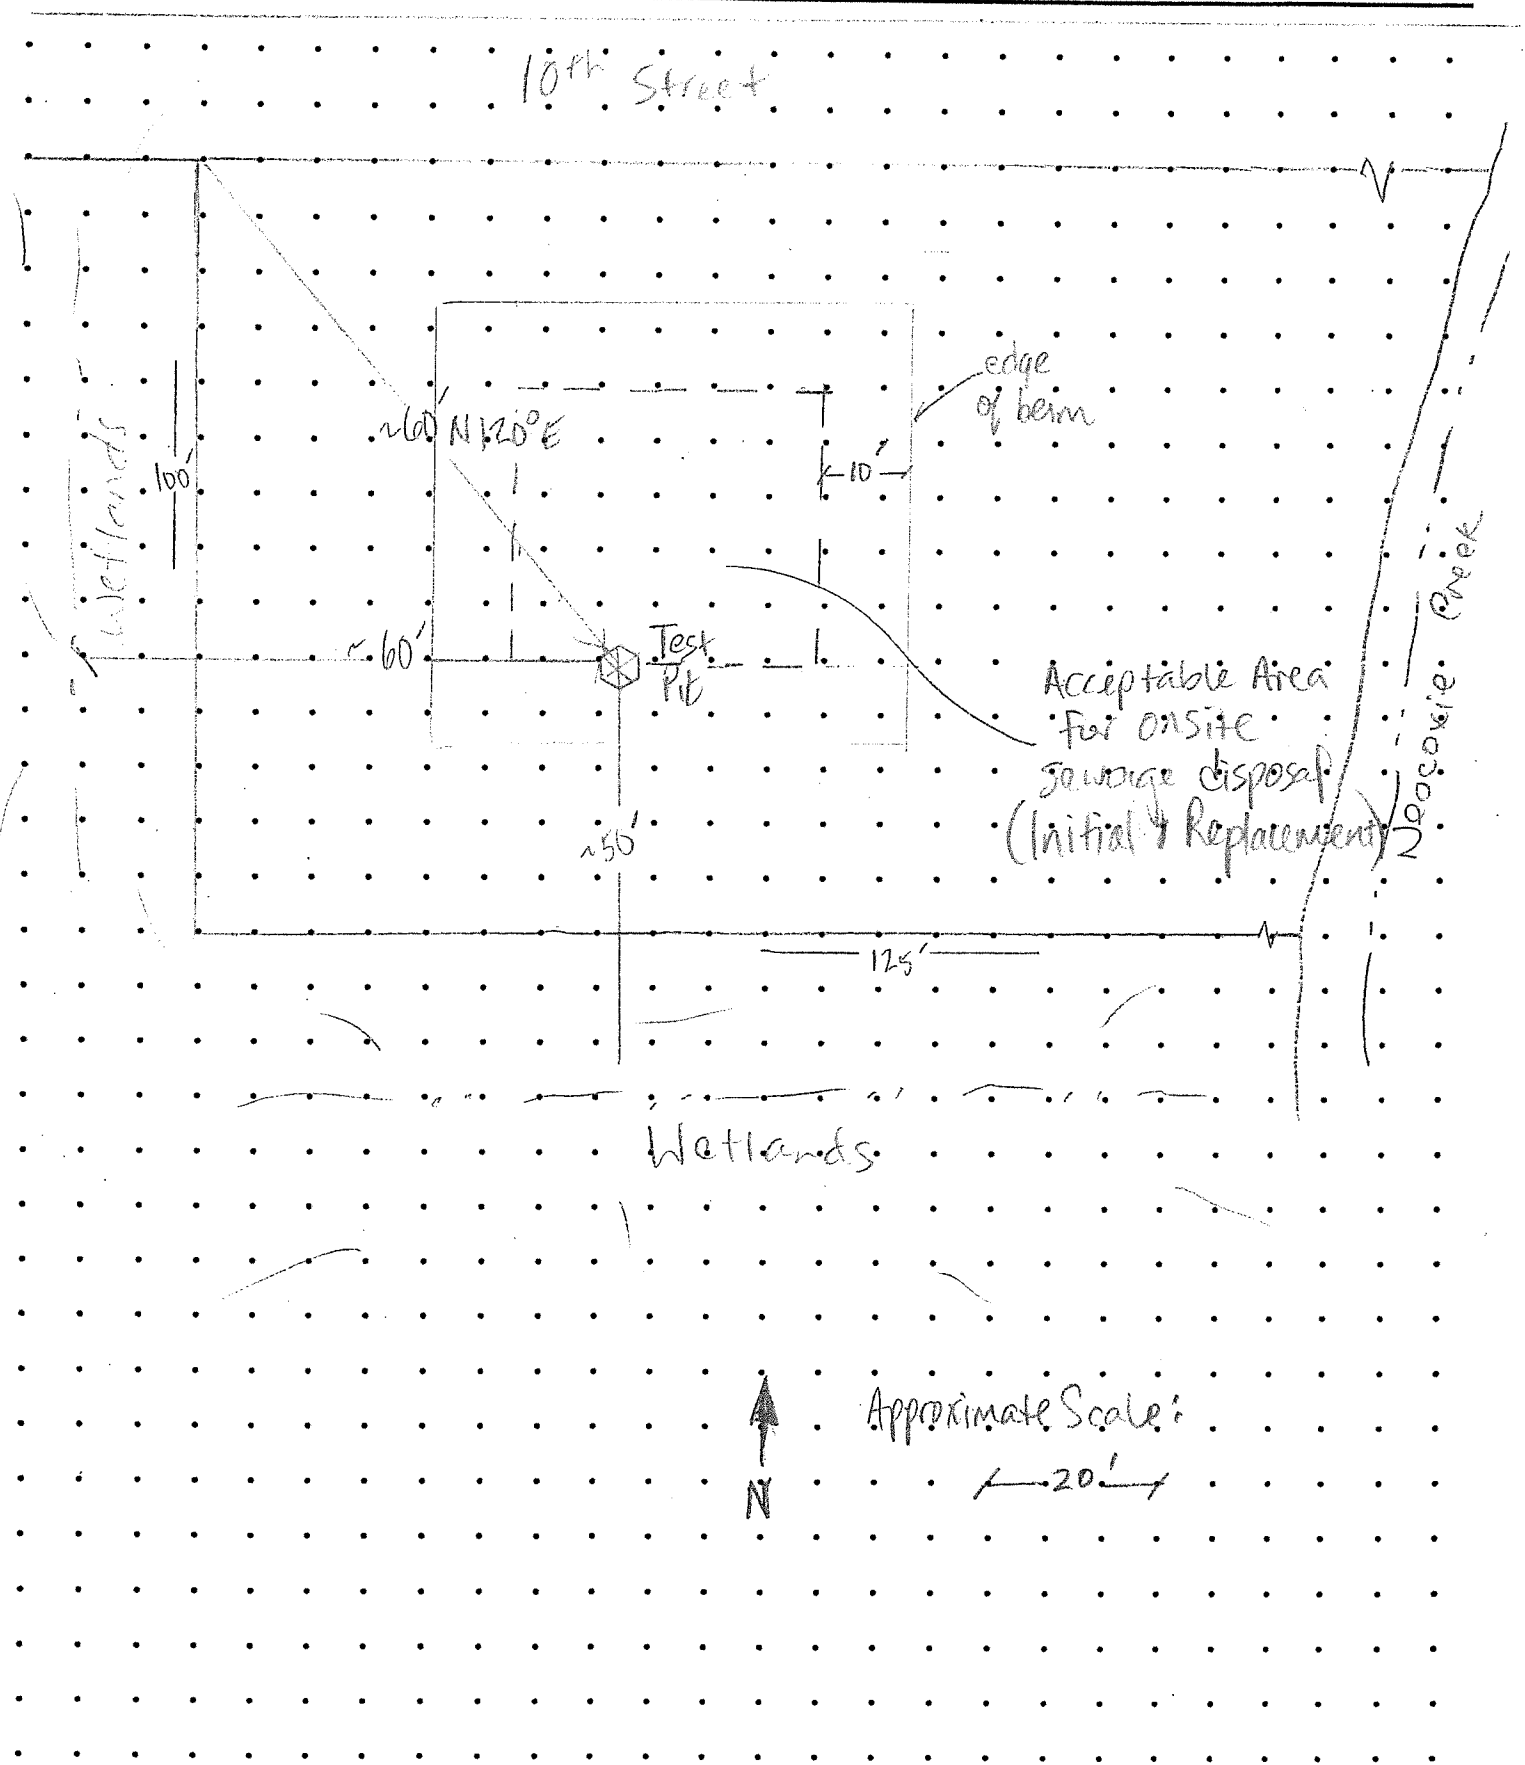 10th Street
edge
of berm
~60' N120°E
10'
Wetlands
100'
~60'
Test
Pit
Acceptable Area
for onsite
sewage disposal
(Initial & Replacement)
Neocoxie Creek
~50'
125'
Wetlands
Approximate Scale:
20'
N